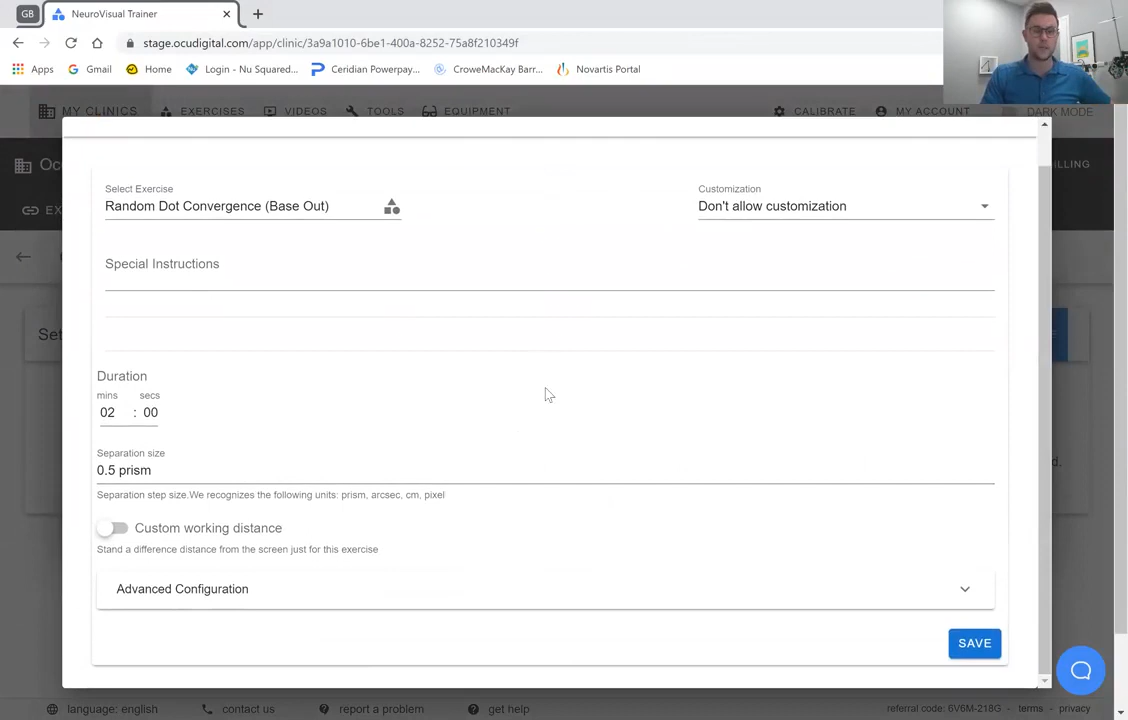 GB
NeuroVisual Trainer
stage.ocudigital.com/app/clinic/3a9a1010-6be1-400a-8252-75a8f210349f
Apps
Gmail
Home
Login - Nu Squared...
Ceridian Powerpay...
CroweMacKay Barr...
Novartis Portal
MY CLINICS
EXERCISES
VIDEOS
TOOLS
EQUIPMENT
CALIBRATE
MY ACCOUNT
DARK MODE
Select Exercise
Random Dot Convergence (Base Out)
Customization
Don't allow customization
Special Instructions
Duration
mins secs
02 : 00
Separation size
0.5 prism
Separation step size.We recognizes the following units: prism, arcsec, cm, pixel
Custom working distance
Stand a difference distance from the screen just for this exercise
Advanced Configuration
SAVE
language: english
contact us
report a problem
get help
referral code: 6V6M-218G
terms
privacy